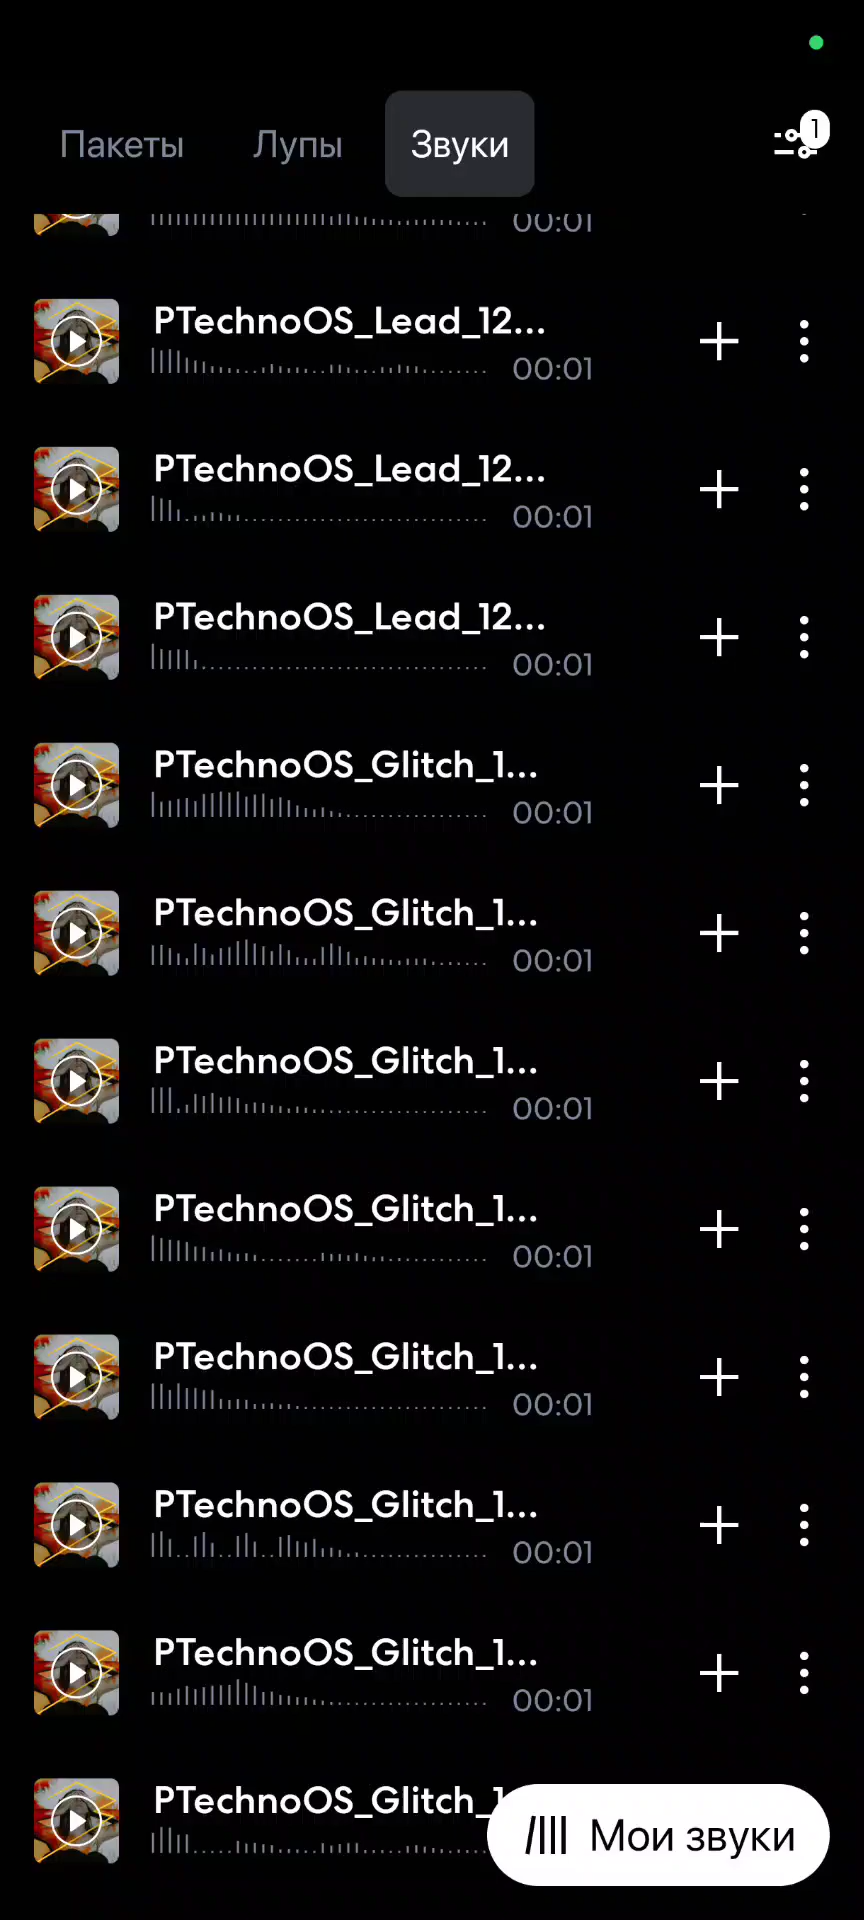 1
Пакеты Лупы Звуки
00:01
PTechnoOS_Lead_12...
00:01
PTechnoOS_Lead_12...
00:01
PTechnoOS_Lead_12...
00:01
PTechnoOS_Glitch_1...
00:01
PTechnoOS_Glitch_1...
00:01
PTechnoOS_Glitch_1...
00:01
PTechnoOS_Glitch_1...
00:01
PTechnoOS_Glitch_1...
00:01
PTechnoOS_Glitch_1...
00:01
PTechnoOS_Glitch_1...
00:01
PTechnoOS_Glitch_1
Мои звуки